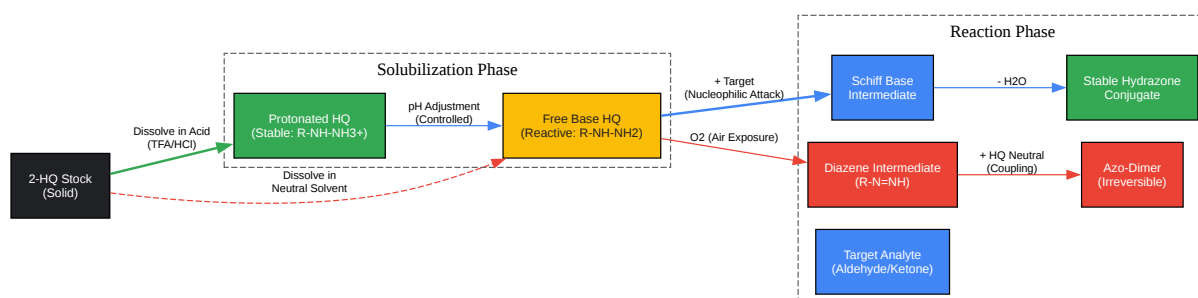 Reaction Phase
Solubilization Phase
2-HQ Stock
(Solid)
Dissolve in Acid
(TFA/HCl)
Dissolve in
Neutral Solvent
Protonated HQ
(Stable: R-NH-NH3+)
pH Adjustment
(Controlled)
Free Base HQ
(Reactive: R-NH-NH2)
+ Target
(Nucleophilic Attack)
O2 (Air Exposure)
Schiff Base
Intermediate
- H2O
Stable Hydrazone
Conjugate
Diazene Intermediate
(R-N=NH)
+ HQ Neutral
(Coupling)
Azo-Dimer
(Irreversible)
Target Analyte
(Aldehyde/Ketone)